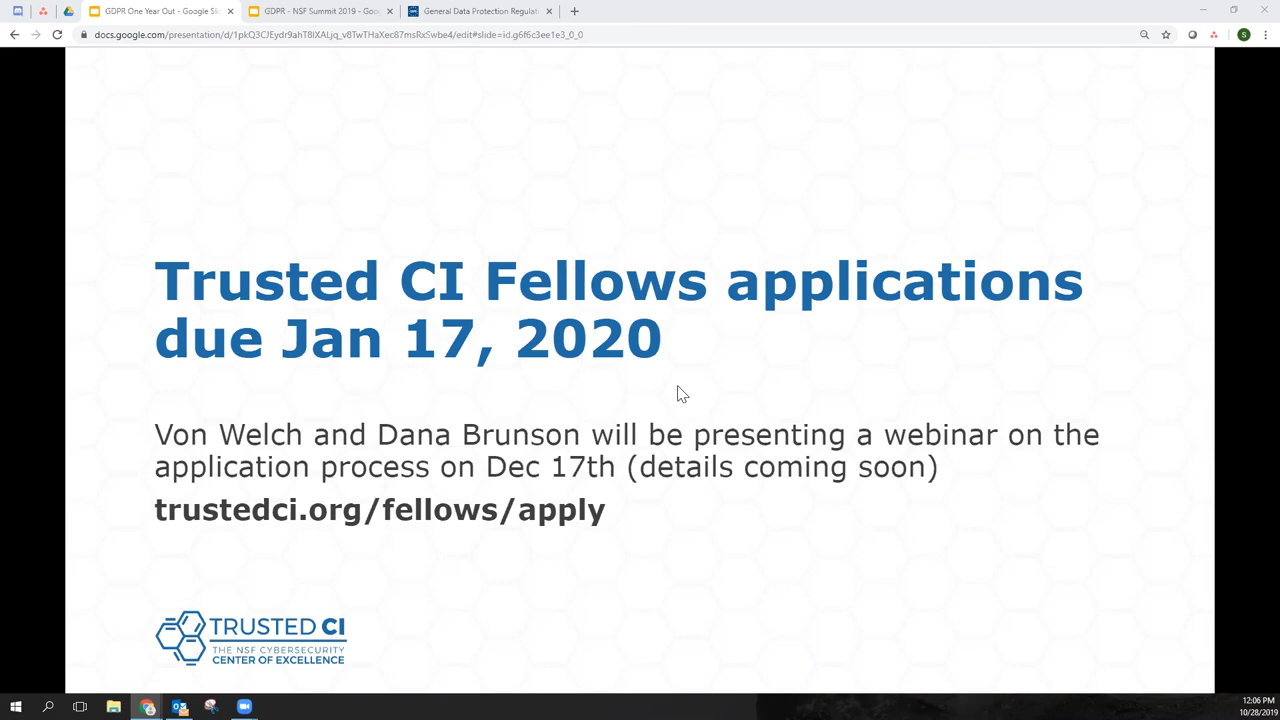 GDPR One Year Out - Google Sli
GDPR - NSF Summit 2019 - Goo
General Data Protection Regulati
docs.google.com/presentation/d/1pkQ3CJEydr9ahT8IXALjq_v8TwTHaXec87msRxSwbe4/edit#slide=id.g6f6c3ee1e3_0_0
S
Trusted CI Fellows applications
due Jan 17, 2020
Von Welch and Dana Brunson will be presenting a webinar on the
application process on Dec 17th (details coming soon)
trustedci.org/fellows/apply
TRUSTED CI
THE NSF CYBERSECURITY
CENTER OF EXCELLENCE
12:06 PM
10/28/2019